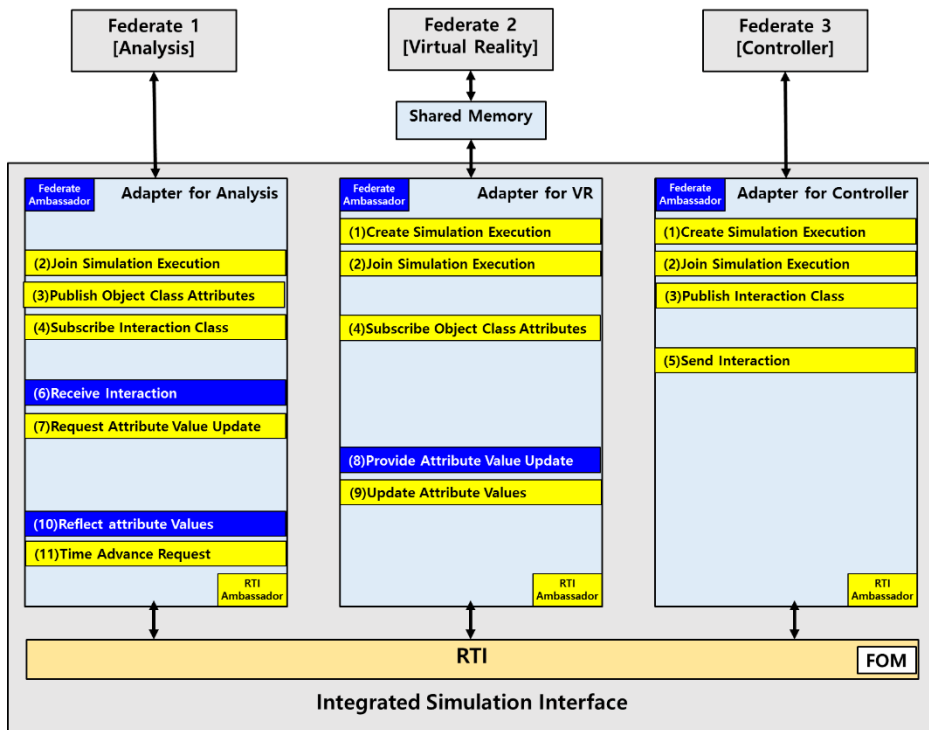 Federate 1
[Analysis]
Federate 2
[Virtual Reality]
Federate 3
[Controller]
Shared Memory
Federate
Ambassador
Adapter for Analysis
(2)Join Simulation Execution
(3)Publish Object Class Attributes
(4)Subscribe Interaction Class
(6)Receive Interaction
(7)Request Attribute Value Update
(10)Reflect attribute Values
(11)Time Advance Request
RTI
Ambassador
Federate
Ambassador
Adapter for VR
(1)Create Simulation Execution
(2)Join Simulation Execution
(4)Subscribe Object Class Attributes
(8)Provide Attribute Value Update
(9)Update Attribute Values
RTI
Ambassador
Federate
Ambassador
Adapter for Controller
(1)Create Simulation Execution
(2)Join Simulation Execution
(3)Publish Interaction Class
(5)Send Interaction
RTI
Ambassador
RTI
FOM
Integrated Simulation Interface